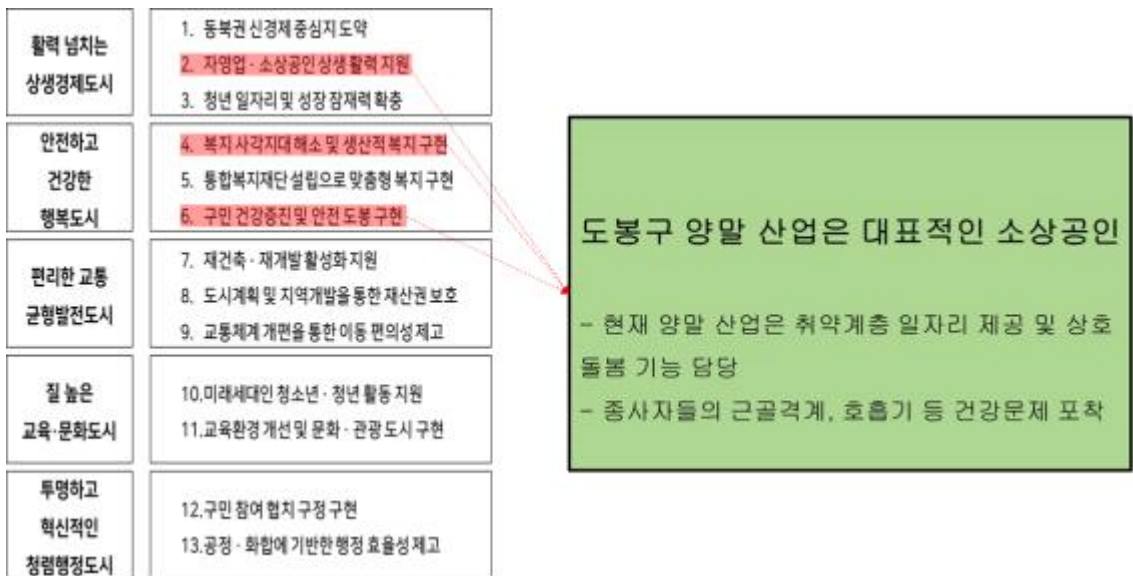 활력 넘치는
상생경제도시
1. 동북권 신경제 중심지 도약
2. 자영업 · 소상공인 상생 활력 지원
3. 청년 일자리 및 성장 잠재력 확충
안전하고
건강한
행복도시
4. 복지 사각지대 해소 및 생산적 복지 구현
5. 통합복지재단 설립으로 맞춤형 복지 구현
6. 구민 건강증진 및 안전 도봉 구현
편리한 교통
균형발전도시
7. 재건축 · 재개발 활성화 지원
8. 도시계획 및 지역개발을 통한 재산권 보호
9. 교통체계 개편을 통한 이동 편의성 제고
질 높은
교육·문화도시
10.미래세대인 청소년 · 청년 활동 지원
11.교육환경 개선 및 문화 · 관광 도시 구현
투명하고
혁신적인
청렴행정도시
12.구민 참여 협치 구정 구현
13.공정 · 화합에 기반한 행정 효율성 제고
도봉구 양말 산업은 대표적인 소상공인
- 현재 양말 산업은 취약계층 일자리 제공 및 상호
돌봄 기능 담당
- 종사자들의 근골격계, 호흡기 등 건강문제 포착